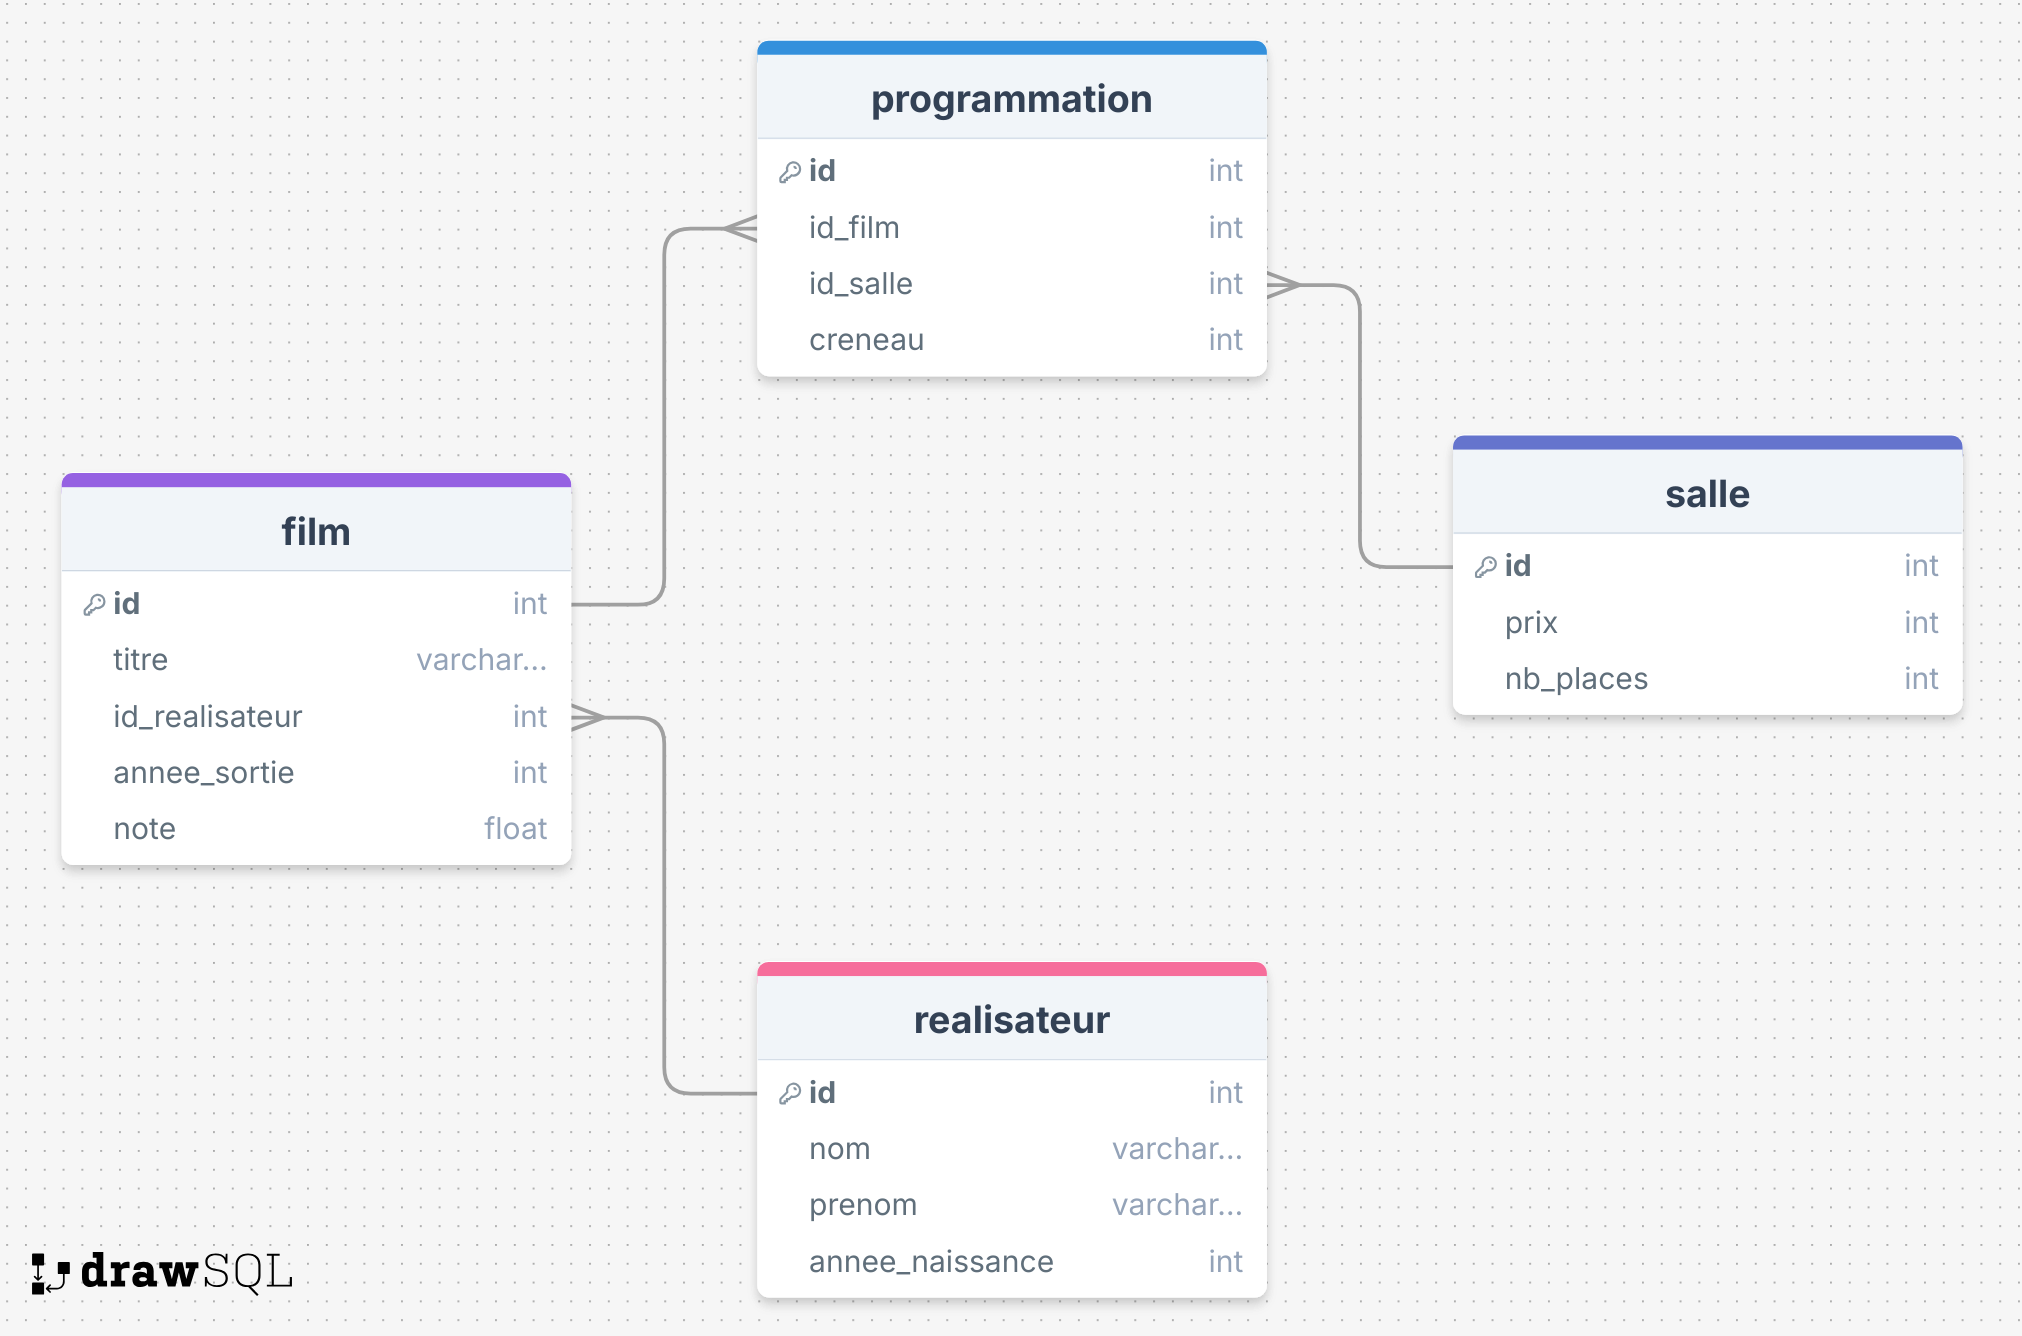 programmation
id int
id_film int
id_salle int
creneau int
film
id int
titre varchar...
id_realisateur int
annee_sortie int
note float
salle
id int
prix int
nb_places int
realisateur
id int
nom varchar...
prenom varchar...
annee_naissance int
drawSQL